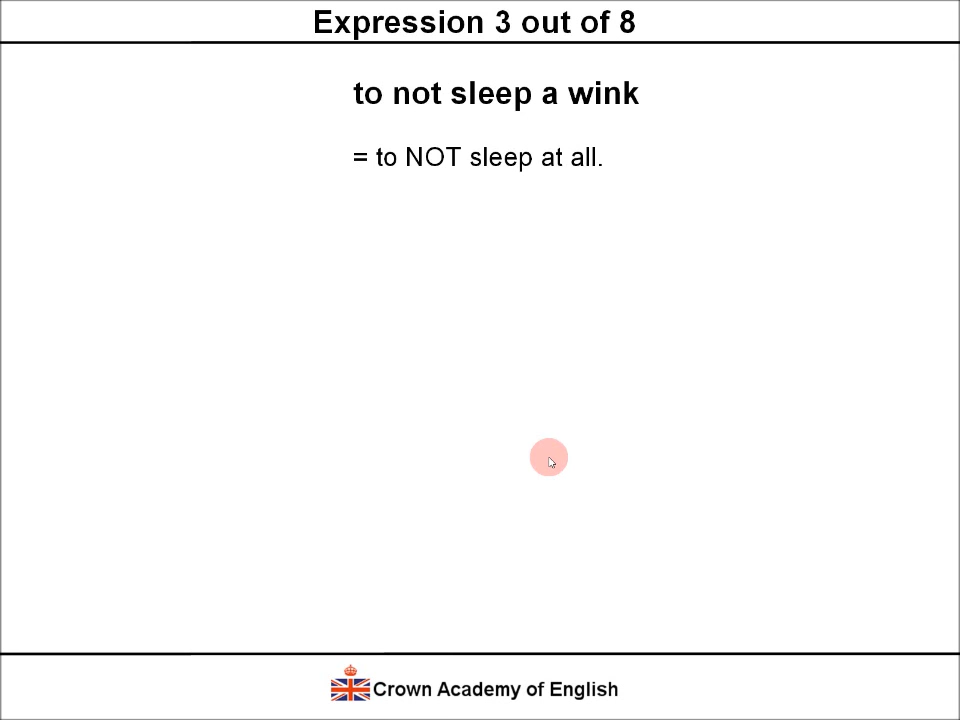 Expression 3 out of 8
to not sleep a wink
= to NOT sleep at all.
Crown Academy of English